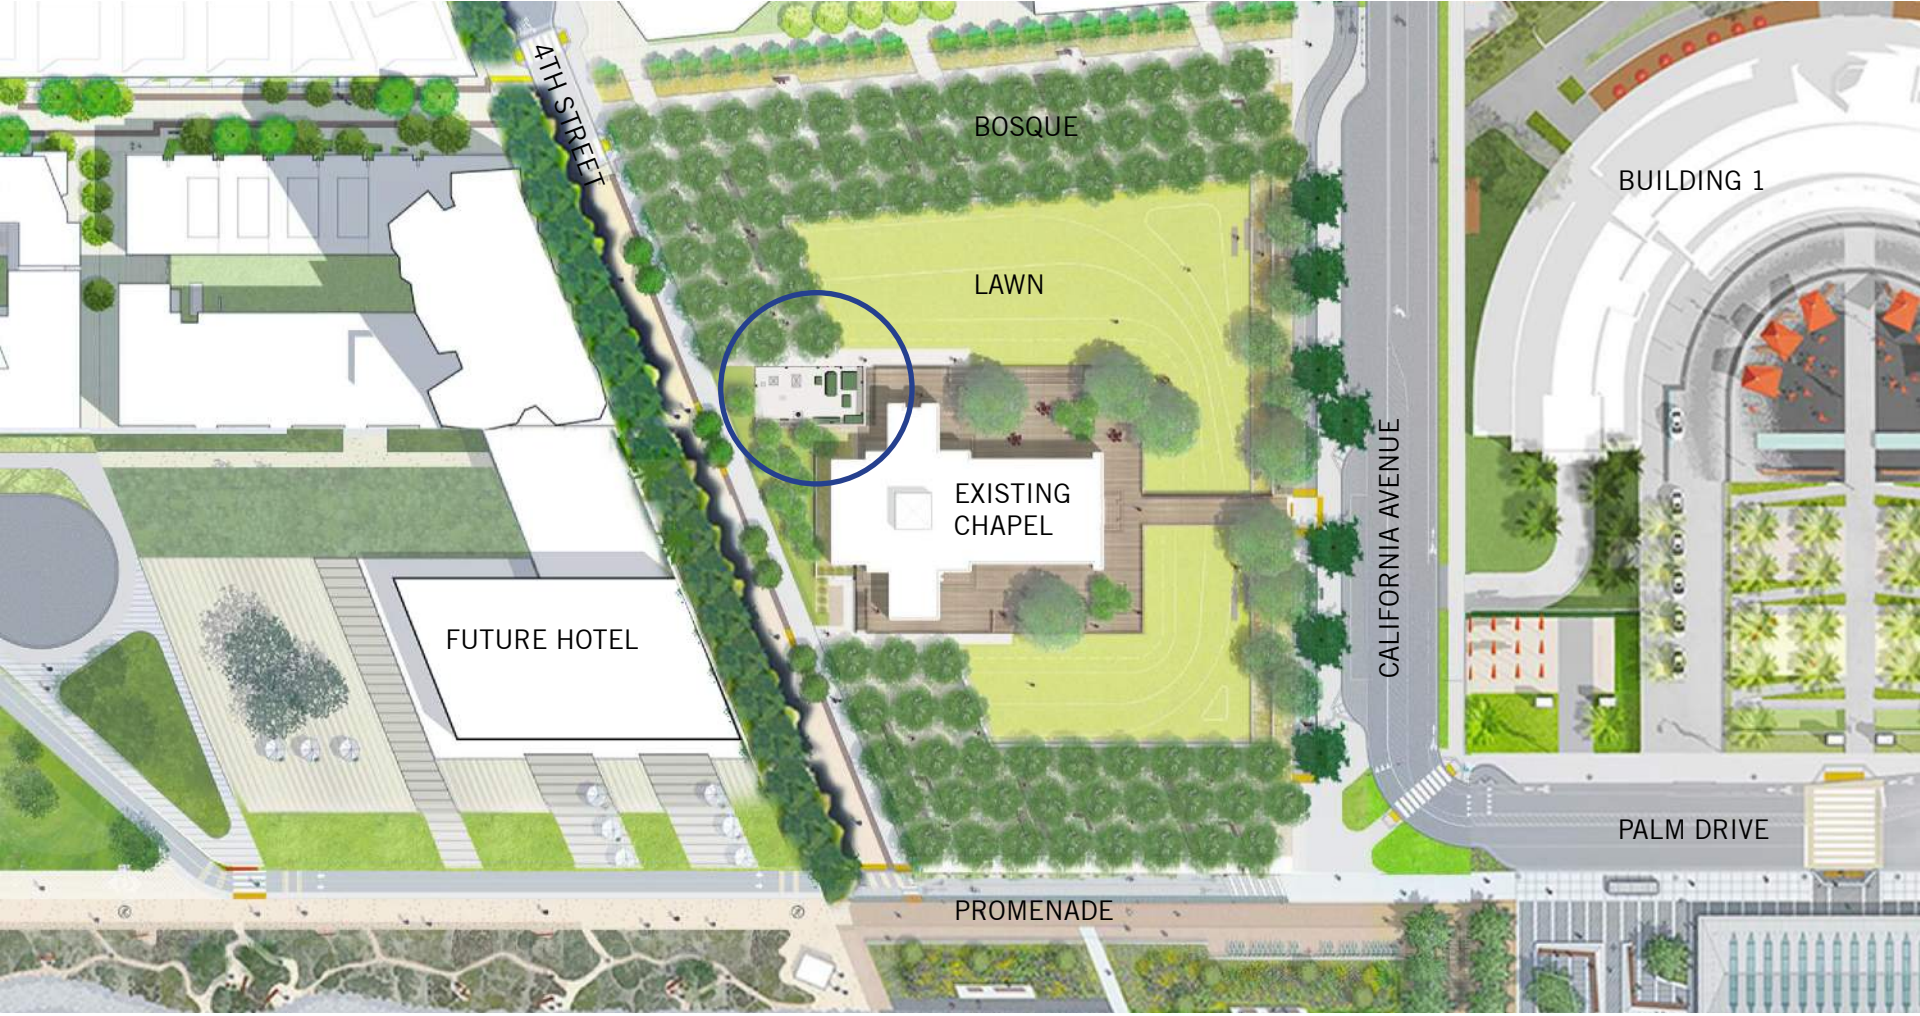 4TH STREET
BOSQUE
BUILDING 1
LAWN
EXISTING
CHAPEL
CALIFORNIA AVENUE
FUTURE HOTEL
PALM DRIVE
PROMENADE